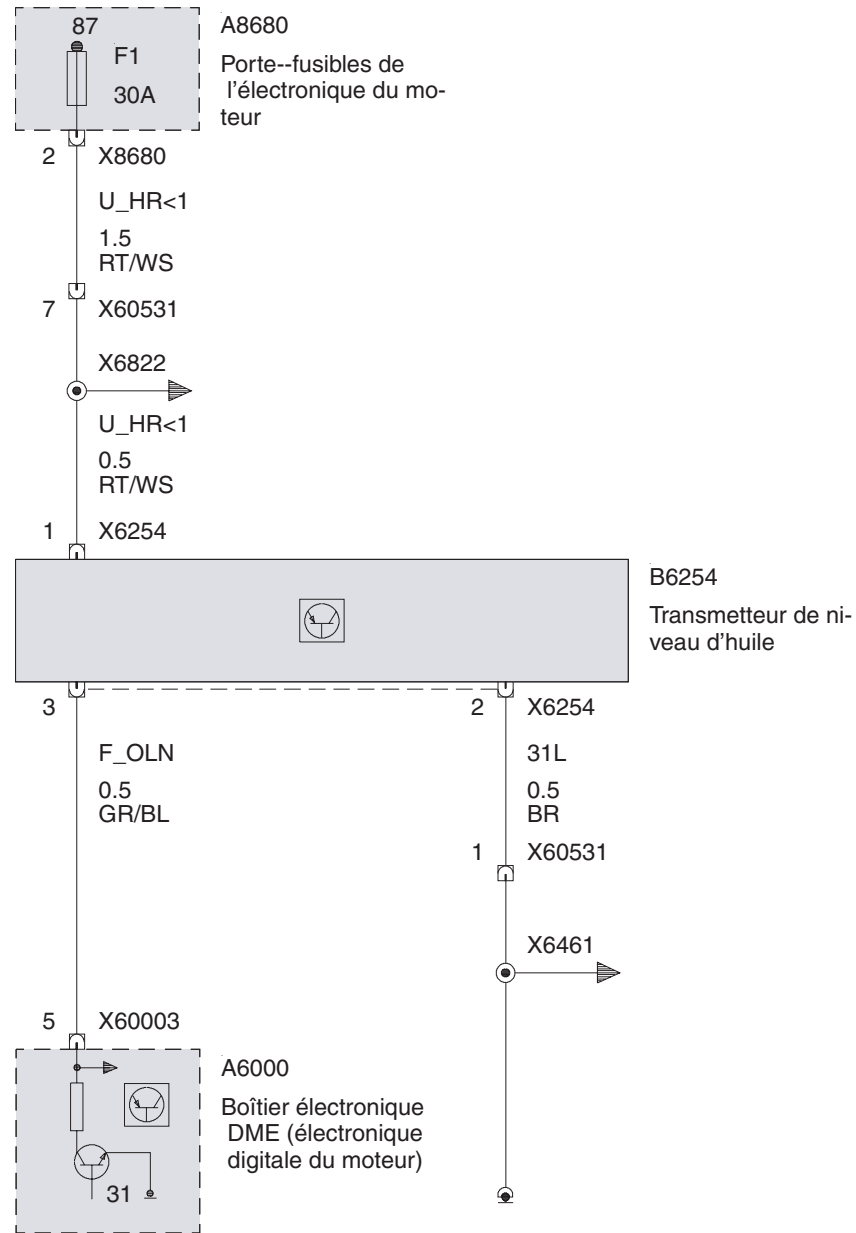 87
A8680
F1
Porte--fusibles de
l'électronique du mo-
30A
teur
2 X8680
U_HR<1
1.5
RT/WS
7 X60531
X6822
U_HR<1
0.5
RT/WS
1 X6254
B6254
Transmetteur de ni-
veau d'huile
3
2 X6254
F_OLN
31L
0.5
0.5
GR/BL
BR
1 X60531
X6461
5 X60003
A6000
Boîtier électronique
DME (électronique
digitale du moteur)
31